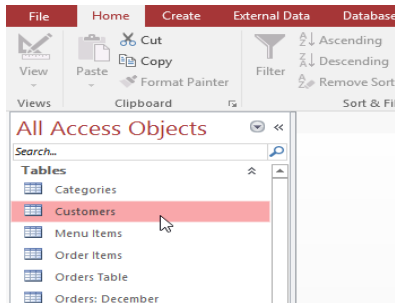 File Home Create External Data Database
Cut
Copy
Format Painter
View Paste Filter
Ascending
Descending
Remove Sort
Views Clipboard Sort & Fil
All Access Objects
Search...
Tables
Categories
Customers
Menu Items
Order Items
Orders Table
Orders: December